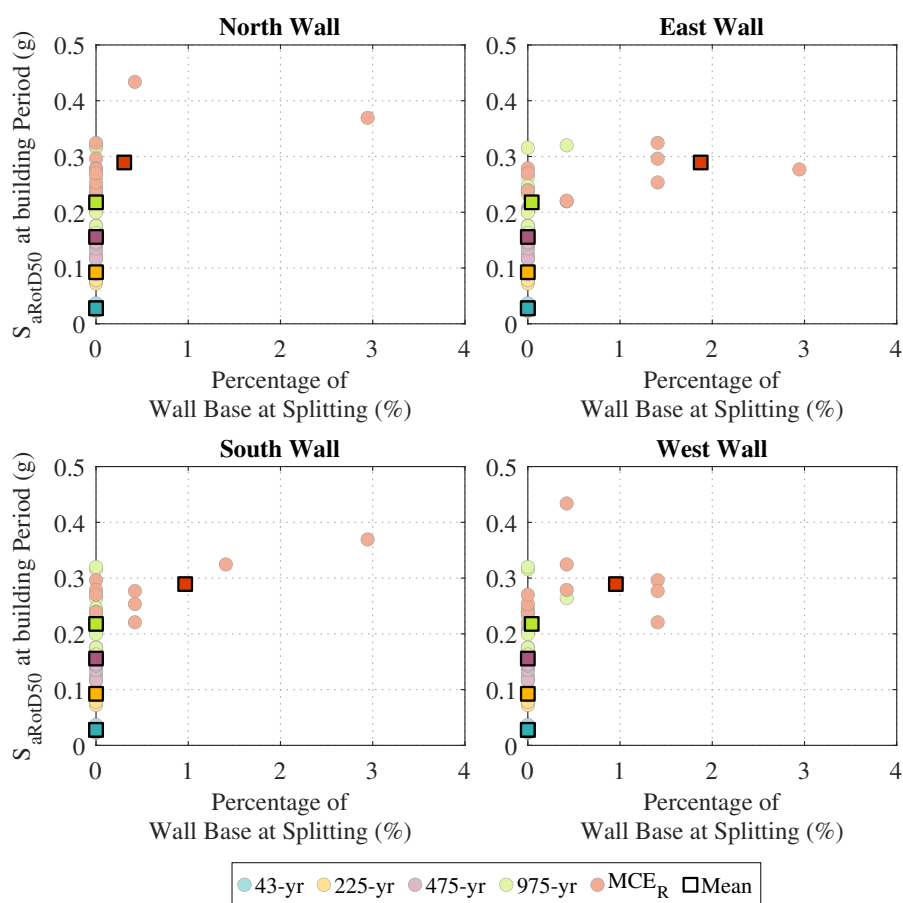 North Wall
East Wall
S_aRotD50 at building Period (g)
0.5
0.4
0.3
0.2
0.1
0
0 1 2 3 4
Percentage of
Wall Base at Splitting (%)
0.5
0.4
0.3
0.2
0.1
0
0 1 2 3 4
Percentage of
Wall Base at Splitting (%)
South Wall
West Wall
S_aRotD50 at building Period (g)
0.5
0.4
0.3
0.2
0.1
0
0 1 2 3 4
Percentage of
Wall Base at Splitting (%)
0.5
0.4
0.3
0.2
0.1
0
0 1 2 3 4
Percentage of
Wall Base at Splitting (%)
43-yr 225-yr 475-yr 975-yr MCE_R Mean